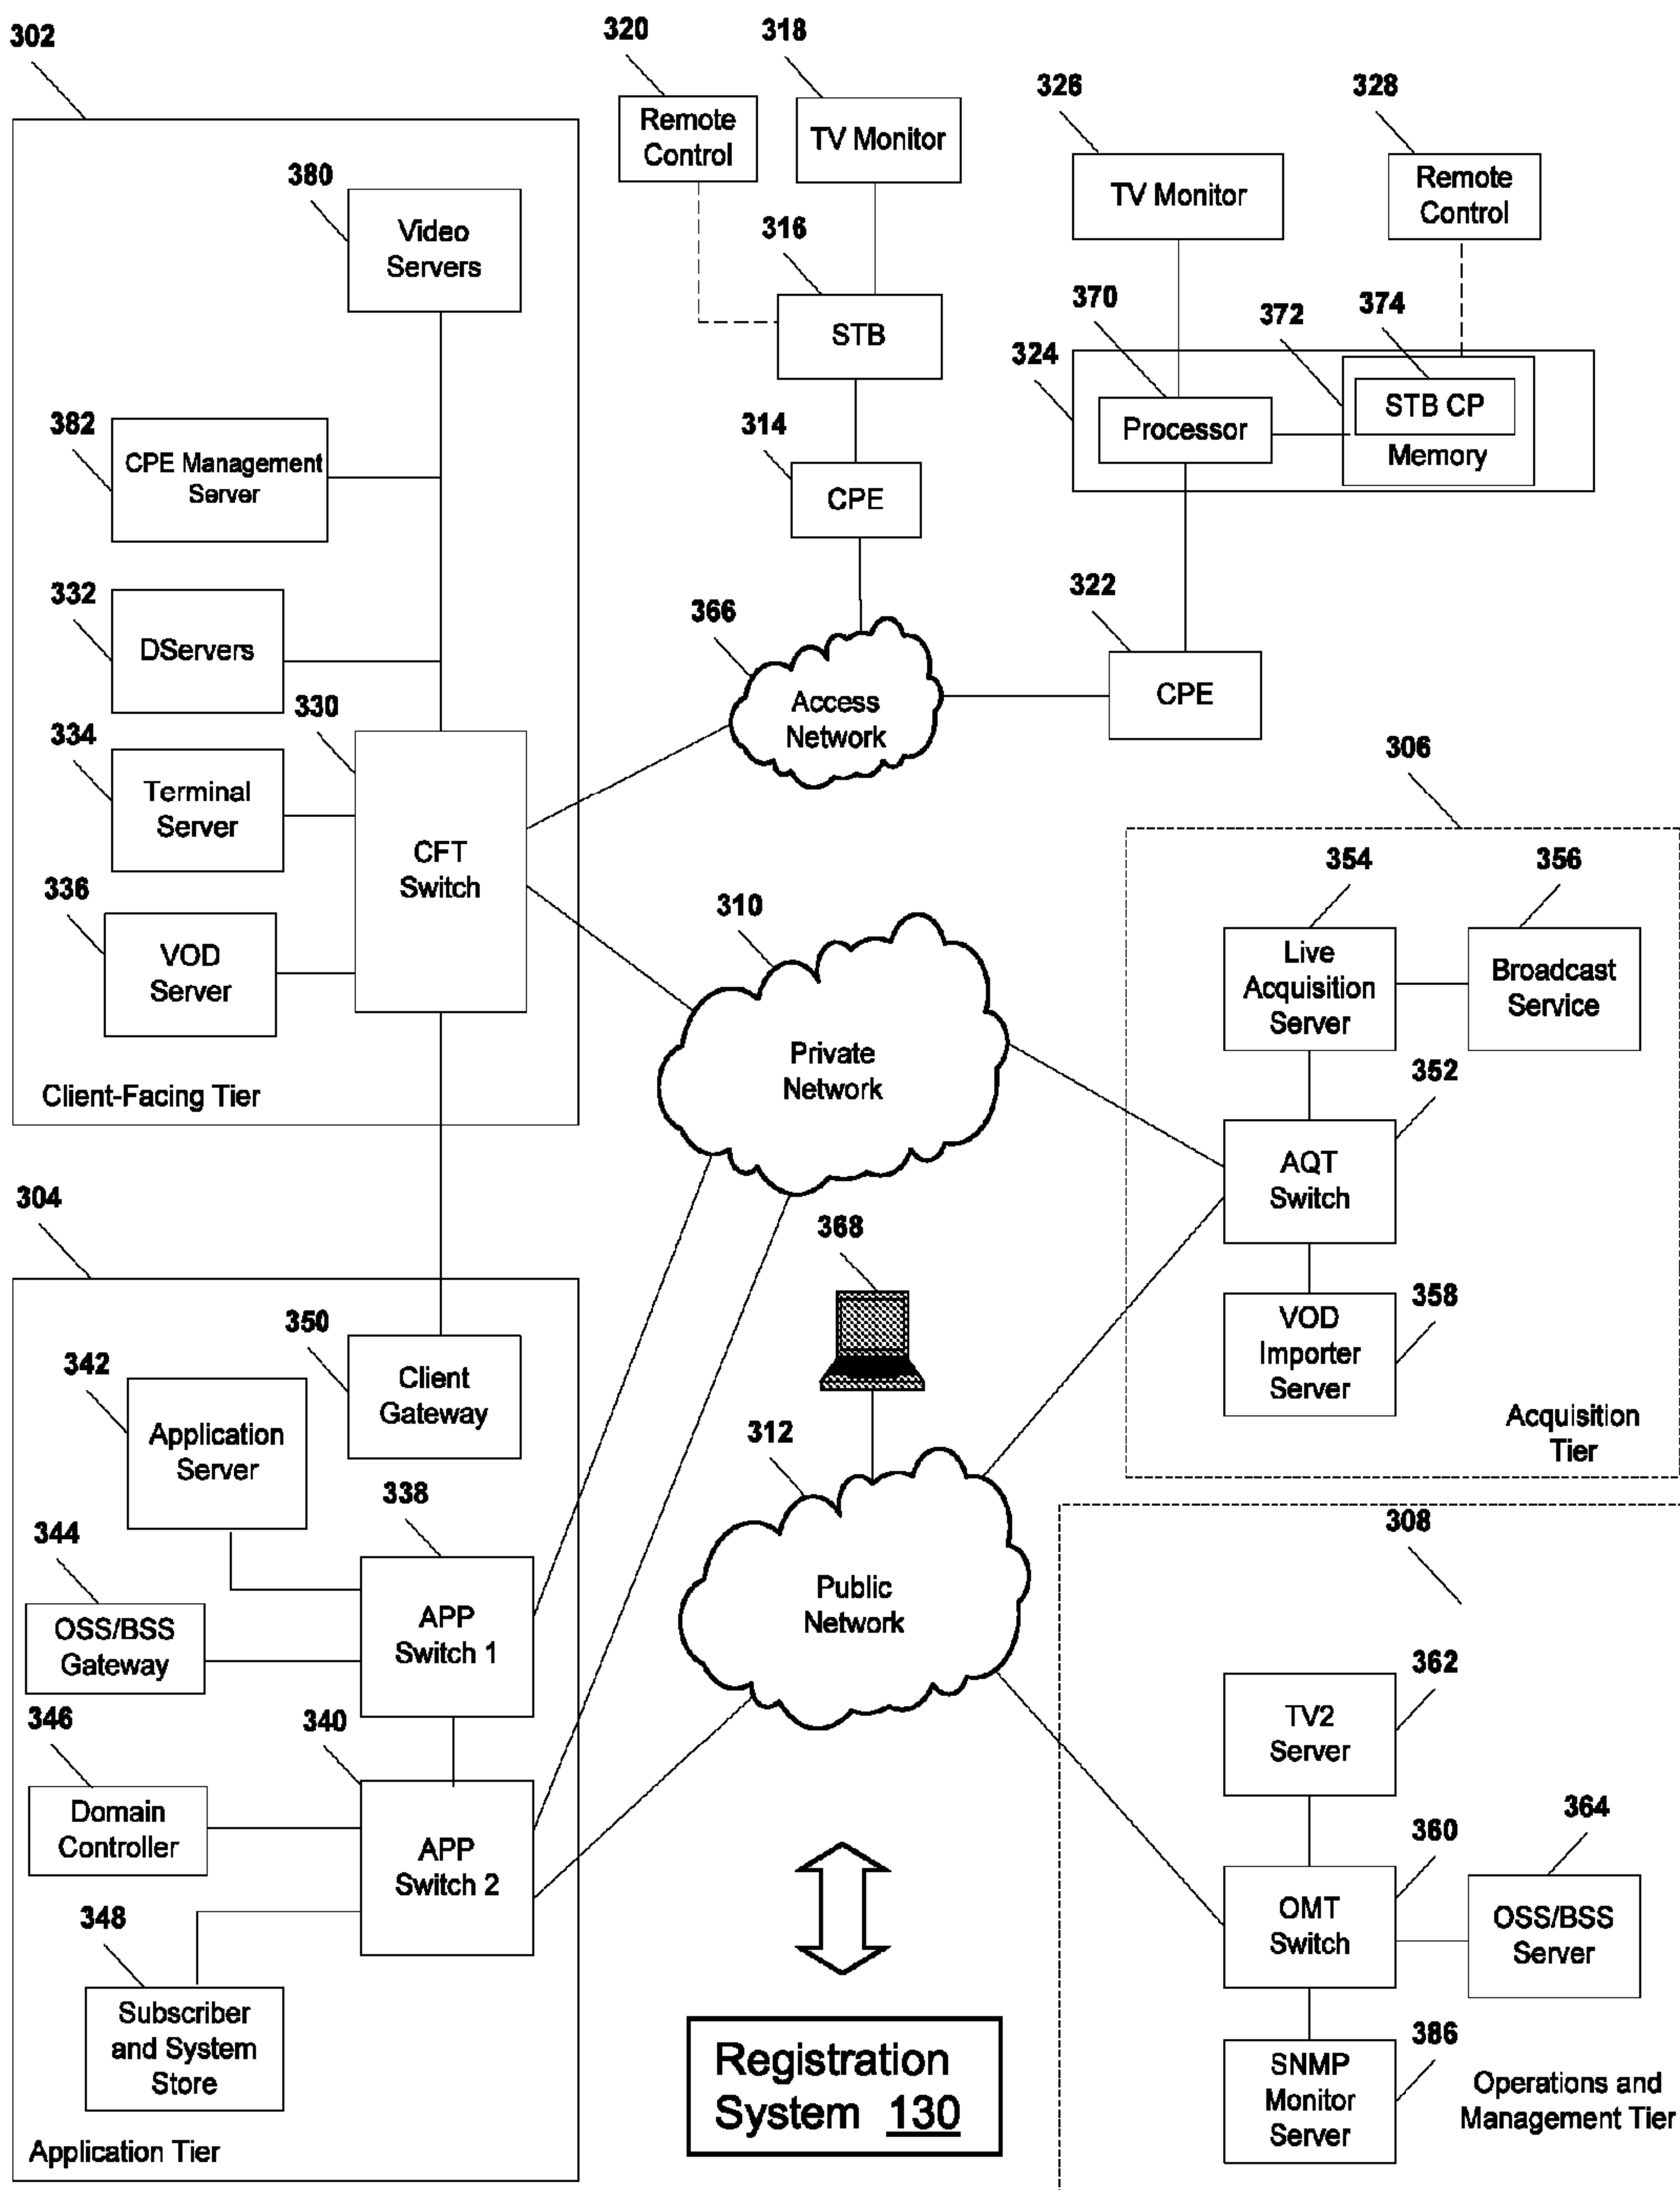 302
320
318
326
328
Remote
Control
TV Monitor
TV Monitor
Remote
Control
380
Video
Servers
316
STB
370
372
374
324
STB CP
Processor
Memory
382
CPE Management
Server
314
CPE
332
DServers
366
322
Access
Network
CPE
330
334
Terminal
Server
CFT
Switch
336
VOD
Server
Client-Facing Tier
306
354
356
310
Live
Acquisition
Server
Broadcast
Service
Private
Network
352
AQT
Switch
304
368
358
VOD
Importer
Server
Acquisition
Tier
350
342
Client
Gateway
Application
Server
312
338
308
344
OSS/BSS
Gateway
APP
Switch 1
Public
Network
362
TV2
Server
346
340
Domain
Controller
APP
Switch 2
360
364
OMT
Switch
OSS/BSS
Server
348
Subscriber
and System
Store
Application Tier
Registration
System 130
386
SNMP
Monitor
Server
Operations and
Management Tier